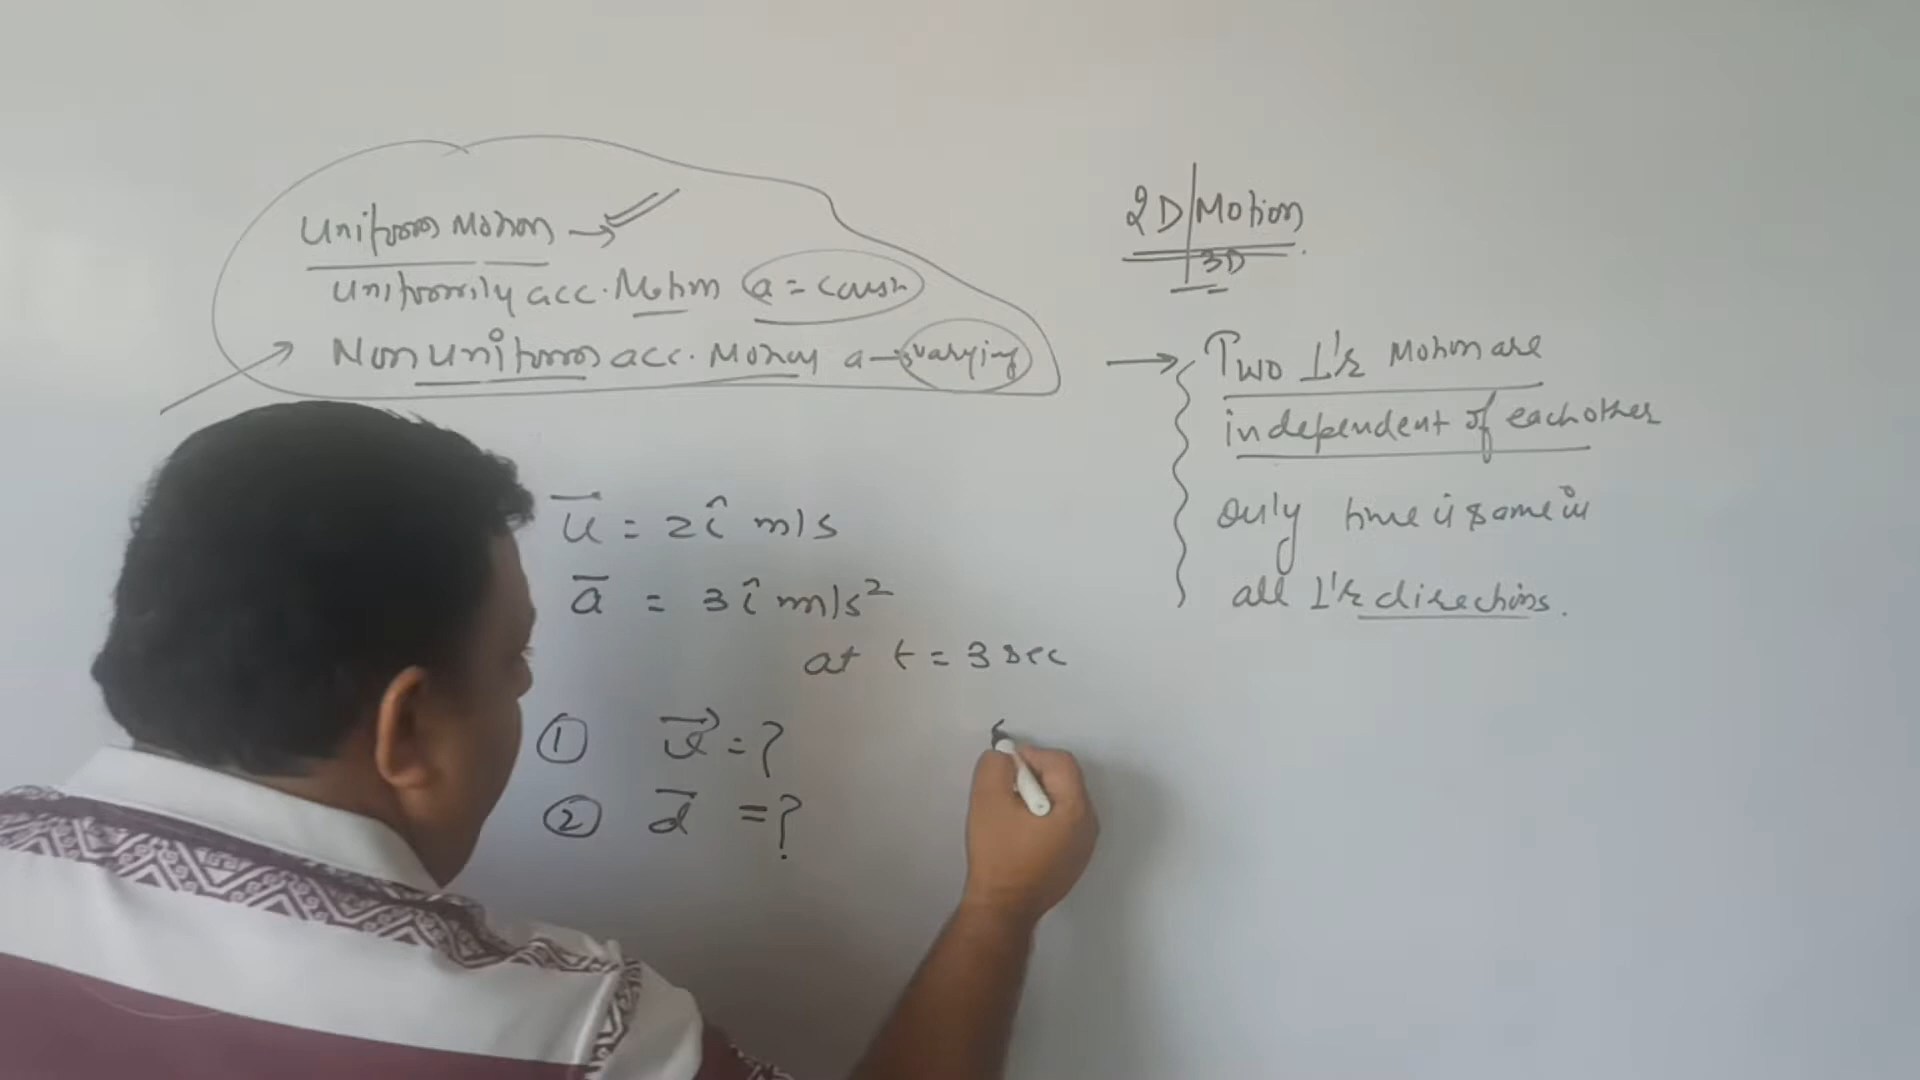 Uniform Motion →
Uniformly acc. Motion a = const
Non uniform acc. Motion a → varying
u = 2î m/s
a = 3î m/s²
at t = 3 sec
① v = ?
② d = ?
2D/Motion
3D
→ Two ⊥'r Motion are
independent of each other
only time is same in
all ⊥'r directions.